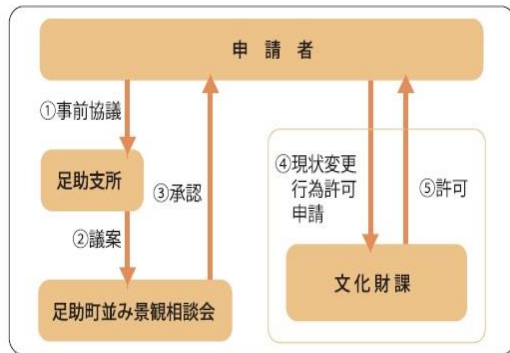 申請者
①事前協議
足助支所
②議案
③承認
足助町並み景観相談会
④現状変更
行為許可
申請
⑤許可
文化財課